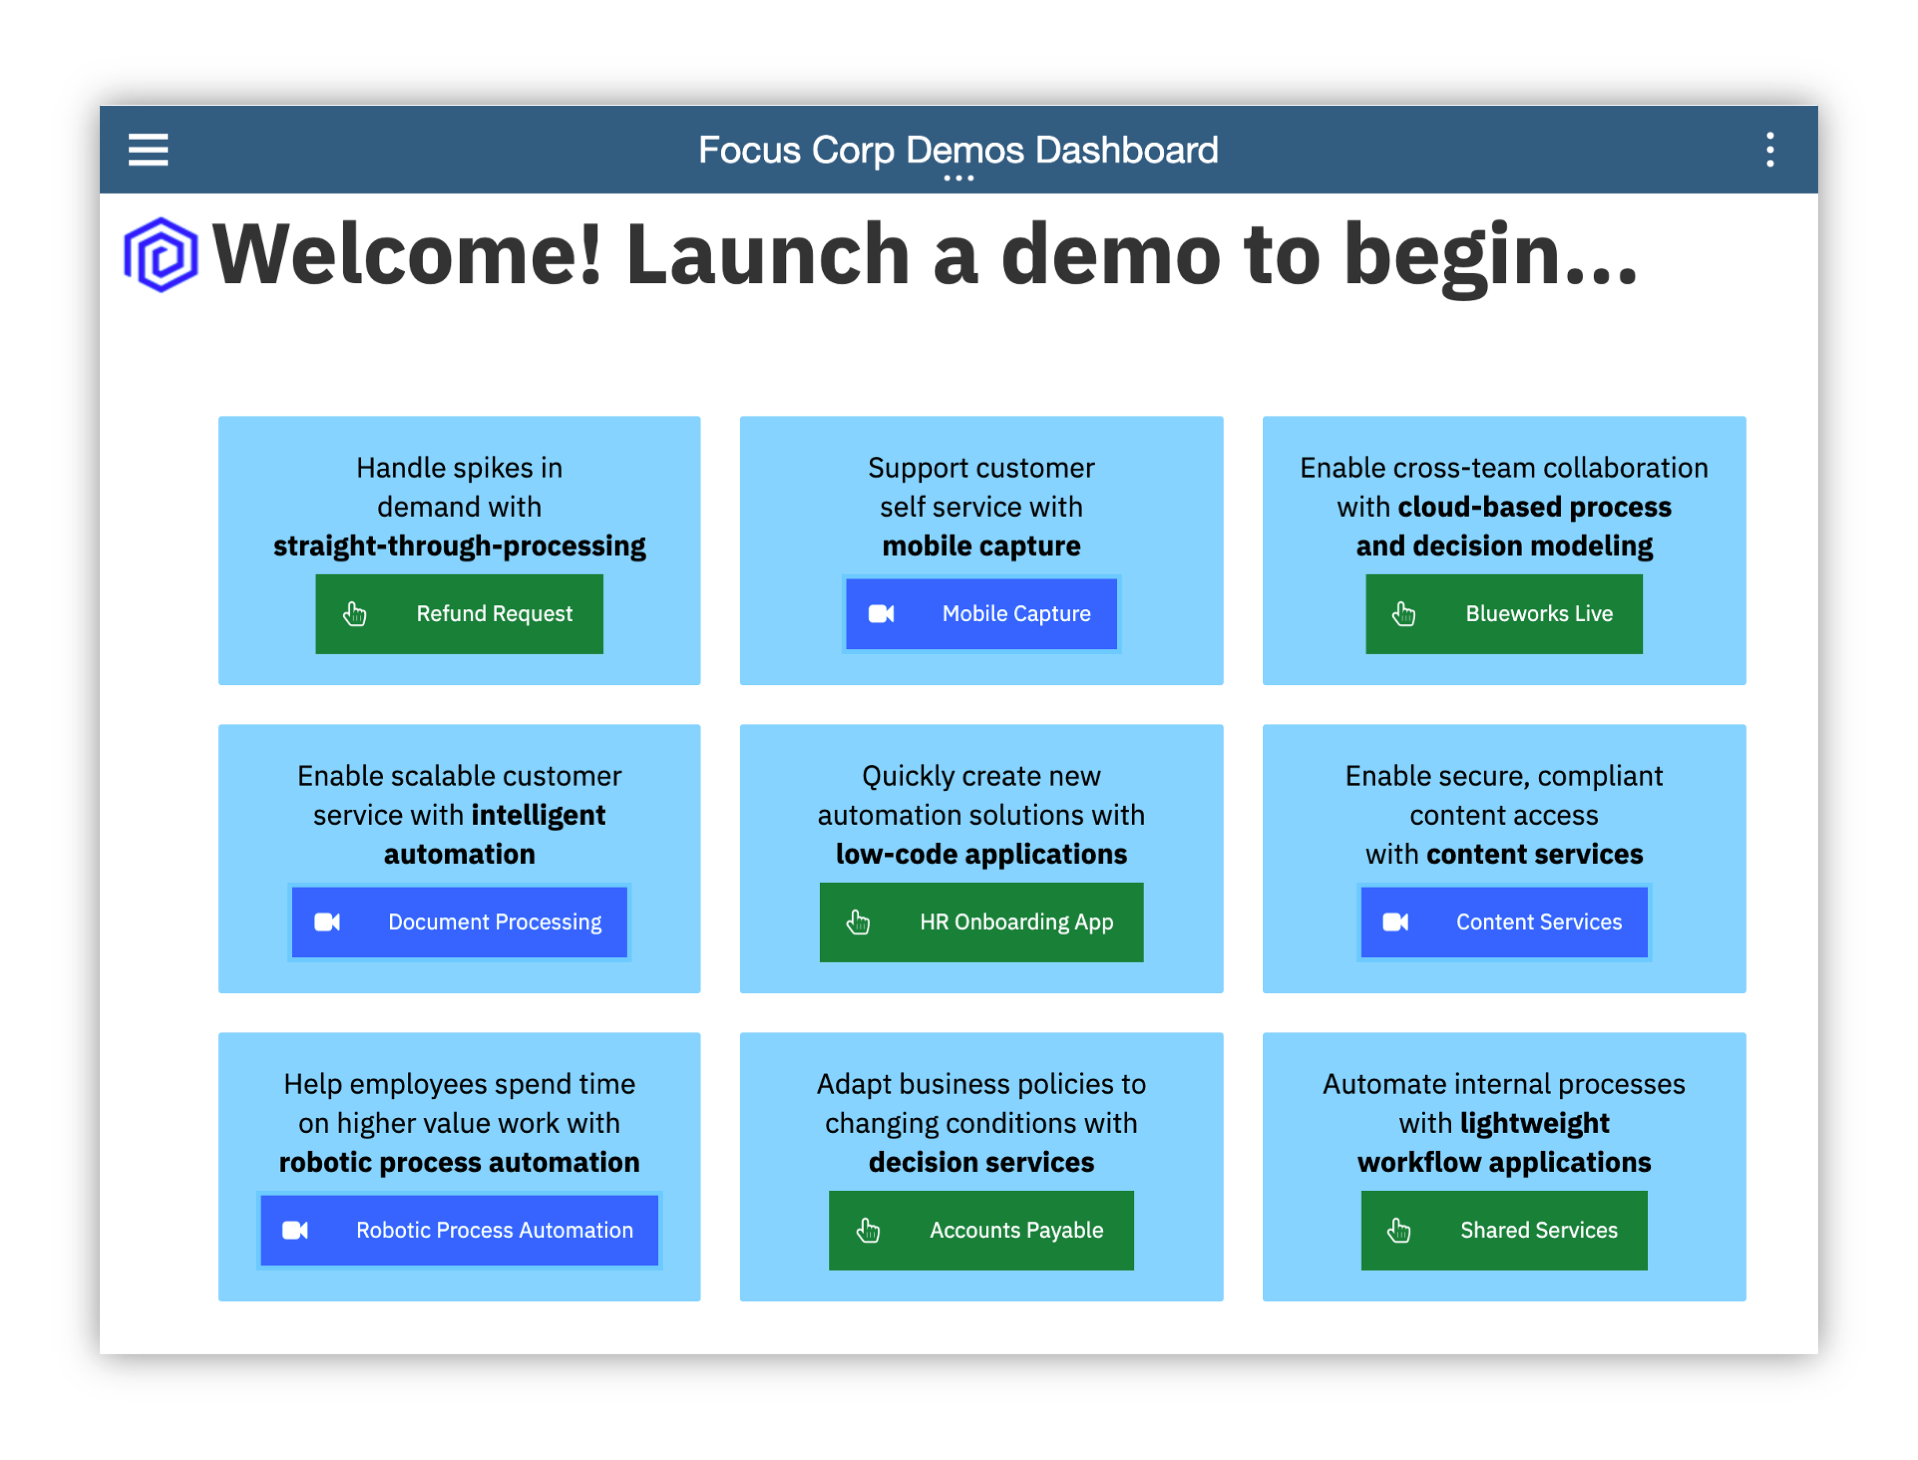 Focus Corp Demos Dashboard
Welcome! Launch a demo to begin...
Handle spikes in
demand with
straight-through-processing
Refund Request
Support customer
self service with
mobile capture
Mobile Capture
Enable cross-team collaboration
with cloud-based process
and decision modeling
Blueworks Live
Enable scalable customer
service with intelligent
automation
Document Processing
Quickly create new
automation solutions with
low-code applications
HR Onboarding App
Enable secure, compliant
content access
with content services
Content Services
Help employees spend time
on higher value work with
robotic process automation
Robotic Process Automation
Adapt business policies to
changing conditions with
decision services
Accounts Payable
Automate internal processes
with lightweight
workflow applications
Shared Services